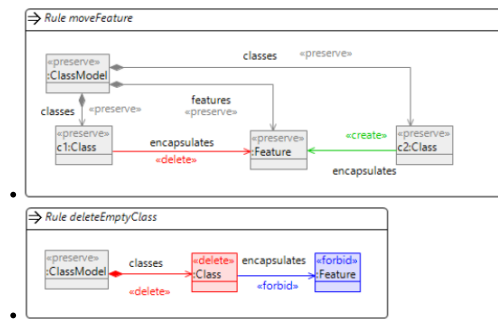 Rule moveFeature
classes «preserve»
«preserve»
:ClassModel
features
«preserve»
classes «preserve»
«preserve»
c1:Class
encapsulates
«delete»
«preserve»
:Feature
«create»
encapsulates
«preserve»
c2:Class
Rule deleteEmptyClass
«preserve»
:ClassModel
classes
«delete»
«delete»
:Class
encapsulates
«forbid»
«forbid»
:Feature